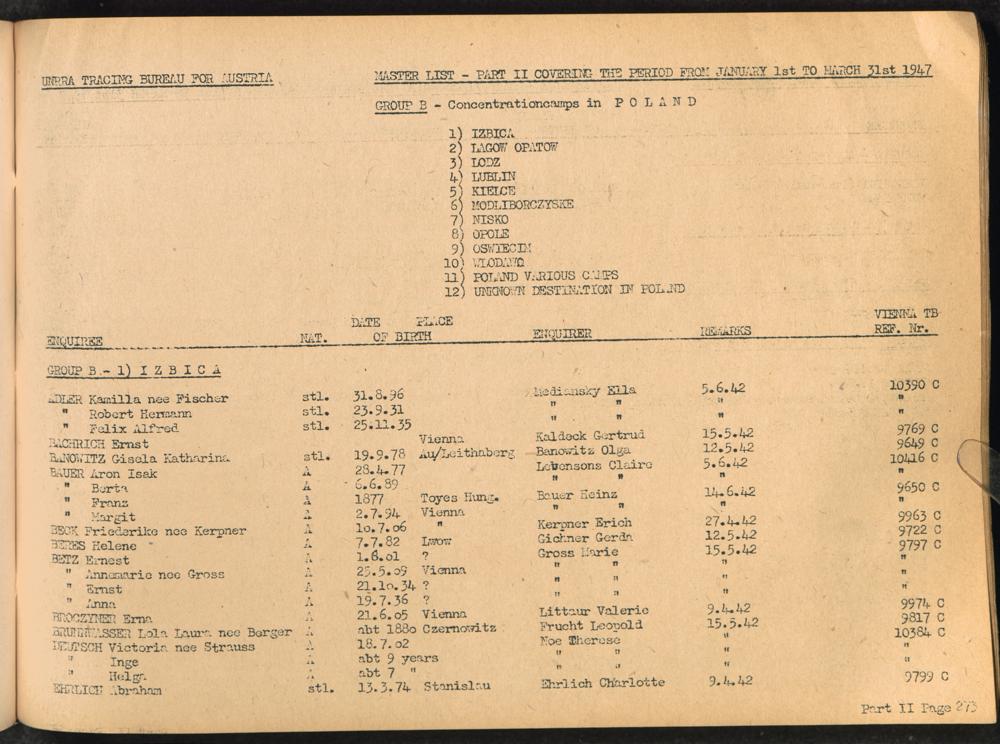 UNRRA TRACING BUREAU FOR AUSTRIA MASTER LIST - PART II COVERING THE PERIOD FROM JANUARY 1st TO MARCH 31st 1947
GROUP B - Concentrationcamps in P O L A N D
1) IZBICA
2) LAGOW OPATOW
3) LODZ
4) LUBLIN
5) KIELCE
6) MODLIBORCZYSKE
7) NISKO
8) OPOLE
9) OSWIECIM
10) WLODAWA
11) POLAND VARIOUS CAMPS
12) UNKNOWN DESTINATION IN POLAND
DATE PLACE VIENNA TB
ENQUIREE NAT. OF BIRTH ENQUIRER REMARKS REF. Nr.
GROUP B.- 1) I Z B I C A
ADLER Kamilla nee Fischer stl. 31.8.96 Mediansky Ella 5.6.42 10390 C
" Robert Hermann stl. 23.9.31 " " " "
" Felix Alfred stl. 25.11.35 " " " "
BACHRICH Ernst Vienna Kaldeck Gertrud 15.5.42 9769 C
BANOWITZ Gisela Katharina stl. 19.9.78 Au/Leithaberg Banowitz Olga 12.5.42 9649 C
BAUER Aron Isak A 28.4.77 Lebensons Claire 5.6.42 10416 C
" Berta A 6.6.89 " " " "
" Franz A 1877 Toyes Hung. Bauer Heinz 14.6.42 9650 C
" Margit A 2.7.94 Vienna " " " "
BECK Friederike nee Kerpner A 10.7.06 " Kerpner Erich 27.4.42 9963 C
BERES Helene A 7.7.82 Lwow Gichner Gerda 12.5.42 9722 C
BETZ Ernest A 1.8.01 ? Gross Marie 15.5.42 9797 C
" Annemarie nee Gross A 25.5.09 Vienna " " " "
" Ernst A 21.10.34 ? " " " "
" Anna A 19.7.36 ? " " " "
BROCZYNER Erna A 21.6.05 Vienna Littaur Valerie 9.4.42 9974 C
BRUNNWASSER Lola Laura nee Berger A abt 1880 Czernowitz Frucht Leopold 15.5.42 9817 C
DEUTSCH Victoria nee Strauss A 18.7.02 Noe Therese " 10384 C
" Inge A abt 9 years " " " "
" Helga A abt 7 " " " " "
EHRLICH Abraham stl. 13.3.74 Stanislau Ehrlich Charlotte 9.4.42 9799 C
Part II Page 273